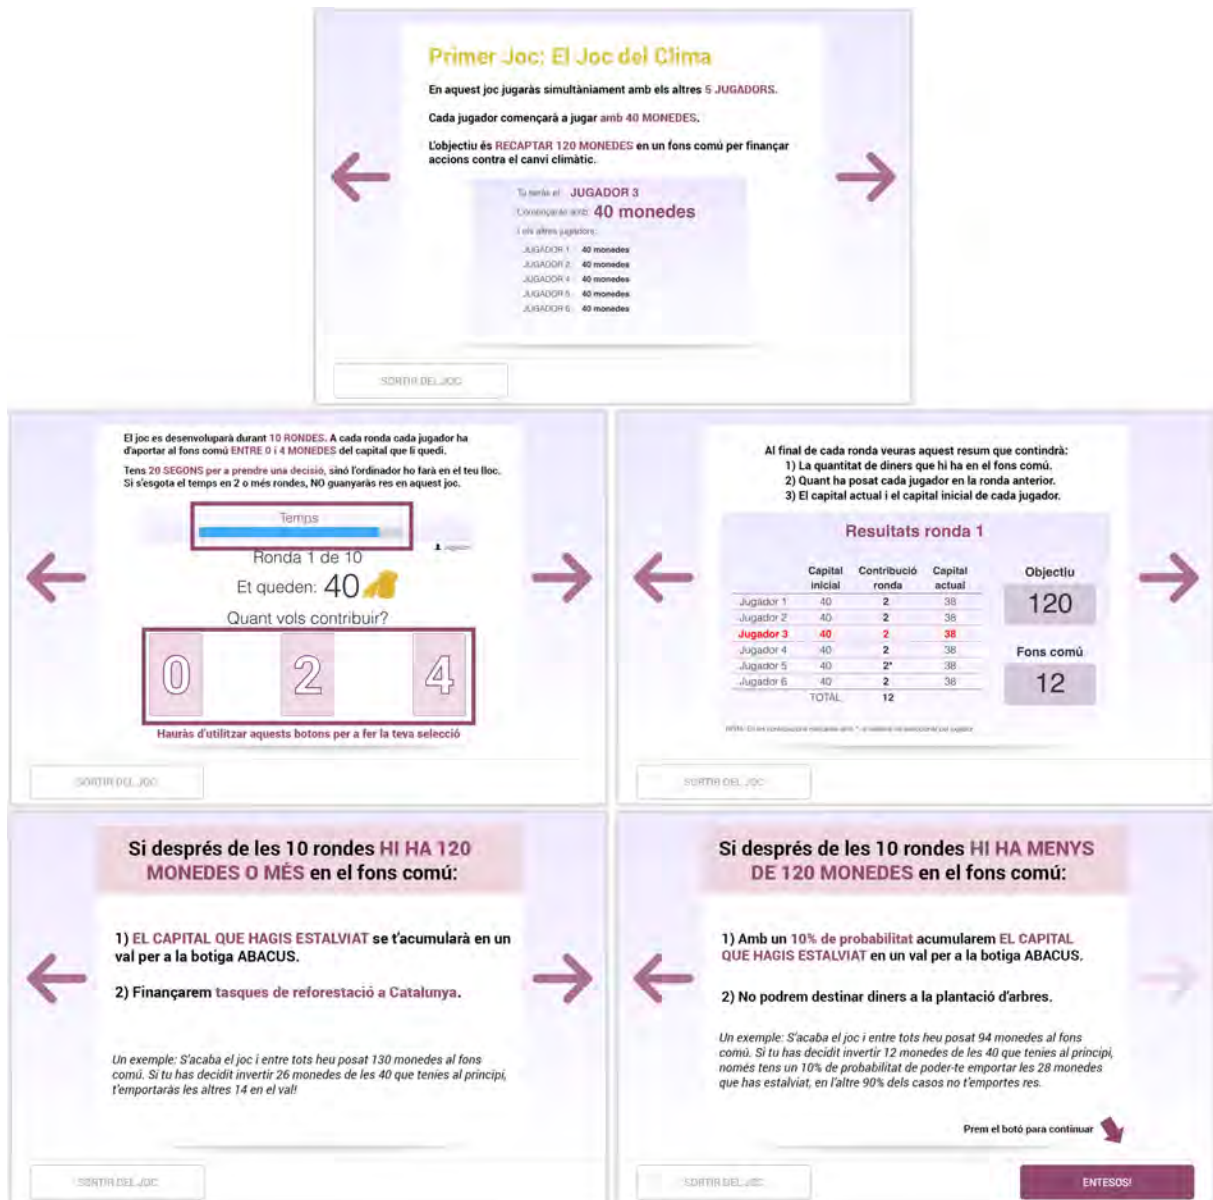 Primer Joc: El Joc del Clima
En aquest joc jugaràs simultàniament amb els altres 5 JUGADORS.
Cada jugador començarà a jugar amb 40 MONEDES.
L'objectiu és RECAPTAR 120 MONEDES en un fons comú per finançar
accions contra el canvi climàtic.
Tu seràs el: JUGADOR 3
Començaràs amb: 40 monedes
I els altres jugadors:
JUGADOR 1: 40 monedes
JUGADOR 2: 40 monedes
JUGADOR 4: 40 monedes
JUGADOR 5: 40 monedes
JUGADOR 6: 40 monedes
SORTIR DEL JOC
El joc es desenvoluparà durant 10 RONDES. A cada ronda cada jugador ha
d'aportar al fons comú ENTRE 0 i 4 MONEDES del capital que li quedi.
Tens 20 SEGONS per a prendre una decisió, sinó l'ordinador ho farà en el teu lloc.
Si s'esgota el temps en 2 o més rondes, NO guanyaràs res en aquest joc.
Temps
Ronda 1 de 10
Et queden: 40
Quant vols contribuir?
0 2 4
Hauràs d'utilitzar aquests botons per a fer la teva selecció
SORTIR DEL JOC
Al final de cada ronda veuras aquest resum que contindrà:
1) La quantitat de diners que hi ha en el fons comú.
2) Quant ha posat cada jugador en la ronda anterior.
3) El capital actual i el capital inicial de cada jugador.
Resultats ronda 1
Capital inicial Contribució ronda Capital actual
Jugador 1 40 2 38
Jugador 2 40 2 38
Jugador 3 40 2 38
Jugador 4 40 2 38
Jugador 5 40 2* 38
Jugador 6 40 2 38
TOTAL 12
Objectiu
120
Fons comú
12
SORTIR DEL JOC
Si després de les 10 rondes HI HA 120
MONEDES O MÉS en el fons comú:
1) EL CAPITAL QUE HAGIS ESTALVIAT se t'acumularà en un
val per a la botiga ABACUS.
2) Finançarem tasques de reforestació a Catalunya.
Un exemple: S'acaba el joc i entre tots heu posat 130 monedes al fons
comú. Si tu has decidit invertir 26 monedes de les 40 que tenies al principi,
t'emportaràs les altres 14 en el val!
SORTIR DEL JOC
Si després de les 10 rondes HI HA MENYS
DE 120 MONEDES en el fons comú:
1) Amb un 10% de probabilitat acumularem EL CAPITAL
QUE HAGIS ESTALVIAT en un val per a la botiga ABACUS.
2) No podrem destinar diners a la plantació d'arbres.
Un exemple: S'acaba el joc i entre tots heu posat 94 monedes al fons
comú. Si tu has decidit invertir 12 monedes de les 40 que tenies al principi,
només tens un 10% de probabilitat de poder-te emportar les 28 monedes
que has estalviat, en l'altre 90% dels casos no t'emportes res.
Prem el botó para continuar
SORTIR DEL JOC
ENTESOS!